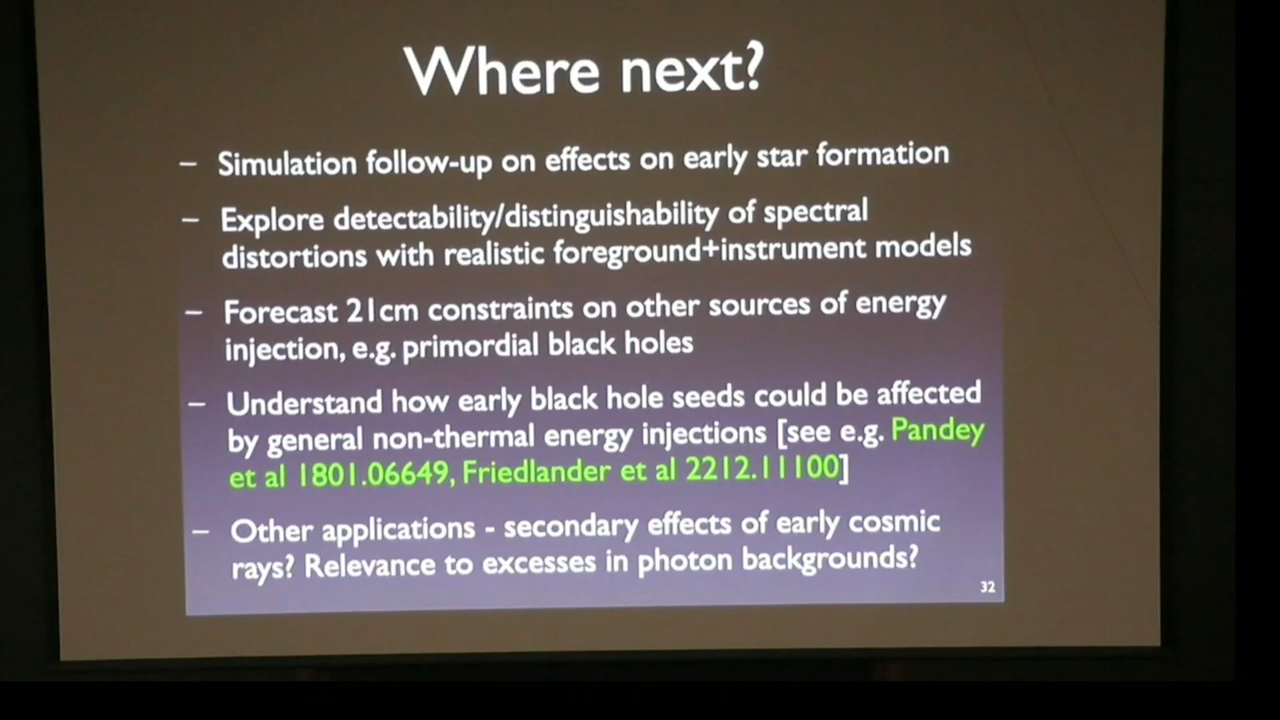 Where next?
– Simulation follow-up on effects on early star formation
– Explore detectability/distinguishability of spectral
distortions with realistic foreground+instrument models
– Forecast 21cm constraints on other sources of energy
injection, e.g. primordial black holes
– Understand how early black hole seeds could be affected
by general non-thermal energy injections [see e.g. Pandey
et al 1801.06649, Friedlander et al 2212.11100]
– Other applications - secondary effects of early cosmic
rays? Relevance to excesses in photon backgrounds?
32